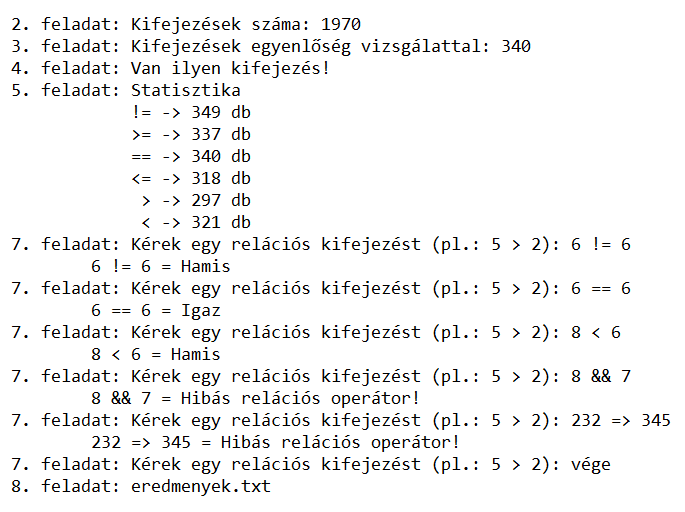 2. feladat: Kifejezések száma: 1970
3. feladat: Kifejezések egyenlőség vizsgálattal: 340
4. feladat: Van ilyen kifejezés!
5. feladat: Statisztika
!= -> 349 db
>= -> 337 db
== -> 340 db
<= -> 318 db
> -> 297 db
< -> 321 db
7. feladat: Kérek egy relációs kifejezést (pl.: 5 > 2): 6 != 6
6 != 6 = Hamis
7. feladat: Kérek egy relációs kifejezést (pl.: 5 > 2): 6 == 6
6 == 6 = Igaz
7. feladat: Kérek egy relációs kifejezést (pl.: 5 > 2): 8 < 6
8 < 6 = Hamis
7. feladat: Kérek egy relációs kifejezést (pl.: 5 > 2): 8 && 7
8 && 7 = Hibás relációs operátor!
7. feladat: Kérek egy relációs kifejezést (pl.: 5 > 2): 232 => 345
232 => 345 = Hibás relációs operátor!
7. feladat: Kérek egy relációs kifejezést (pl.: 5 > 2): vége
8. feladat: eredmenyek.txt